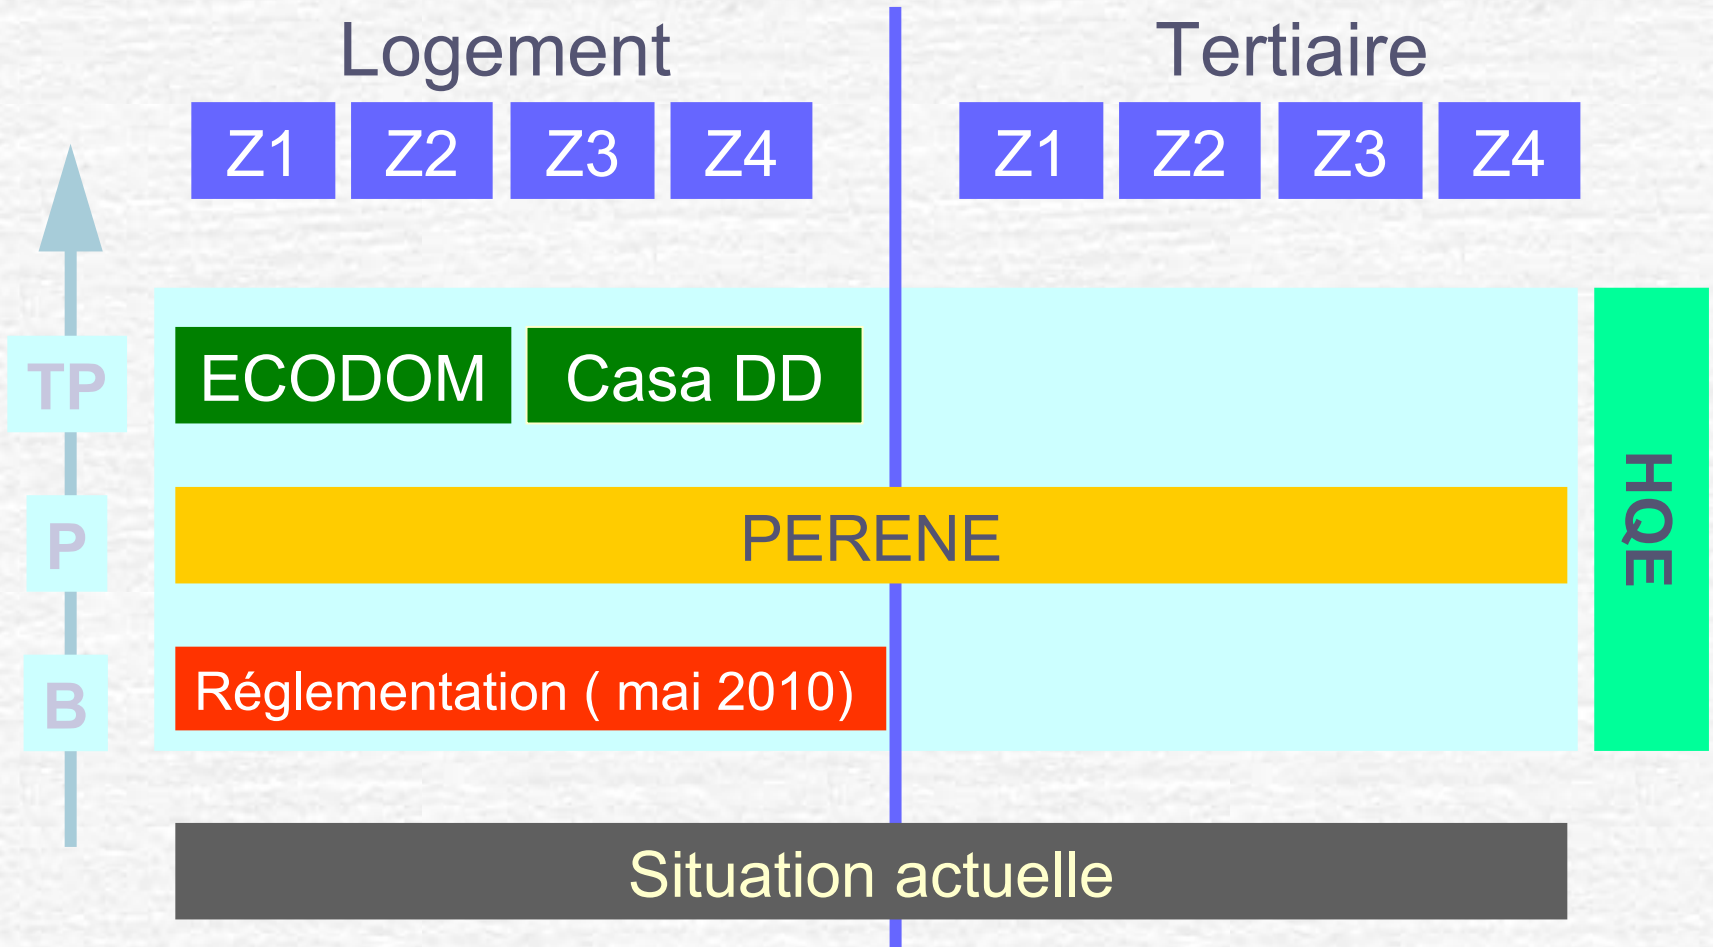 Logement
Tertiaire
Z1 Z2 Z3 Z4
Z1 Z2 Z3 Z4
TP
ECODOM
Casa DD
P
PERENE
HQE
B
Réglementation ( mai 2010)
Situation actuelle